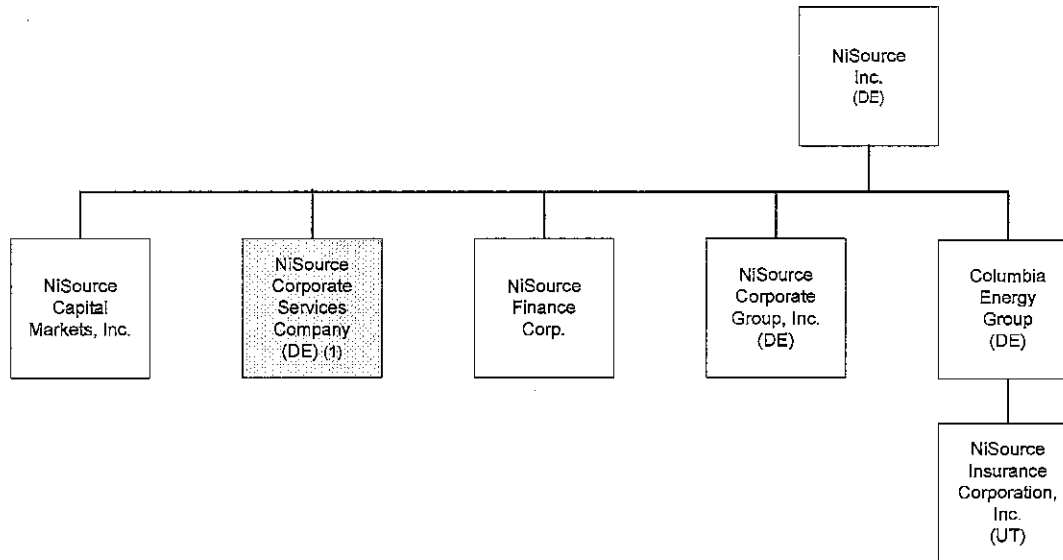 NiSource
Inc.
(DE)
NiSource
Capital
Markets, Inc.
NiSource
Corporate
Services
Company
(DE) (1)
NiSource
Finance
Corp.
NiSource
Corporate
Group, Inc.
(DE)
Columbia
Energy
Group
(DE)
NiSource
Insurance
Corporation,
Inc.
(UT)